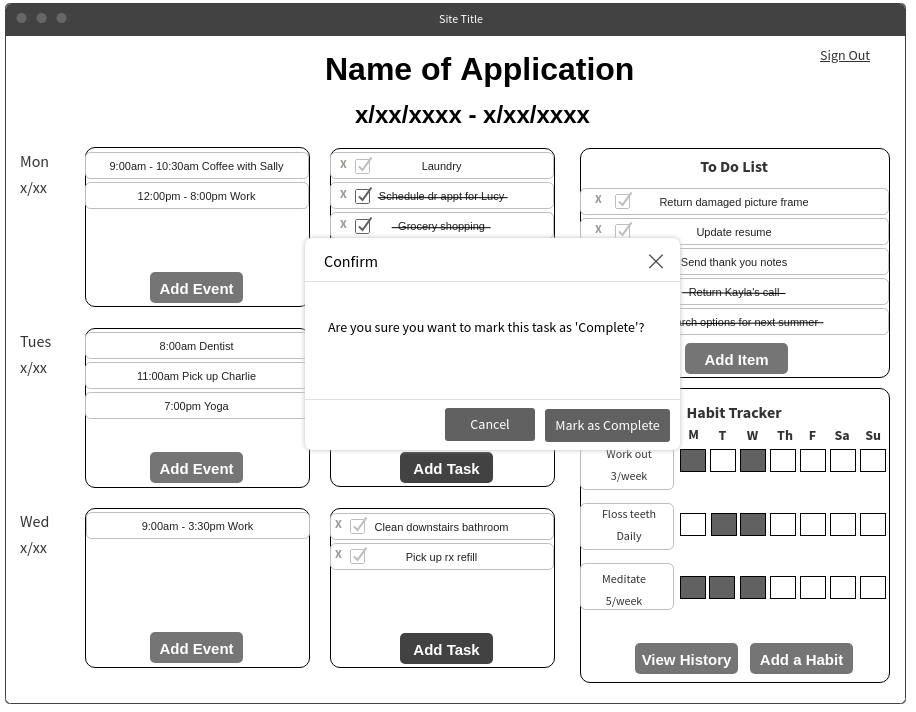 Site Title
Sign Out
Name of Application
x/xx/xxxx - x/xx/xxxx
Mon
x/xx
9:00am - 10:30am Coffee with Sally
12:00pm - 8:00pm Work
Add Event
X Laundry
X Schedule dr appt for Lucy
X Grocery shopping
To Do List
X Return damaged picture frame
X Update resume
Send thank you notes
Return Kayla's call
arch options for next summer
Add Item
Confirm
Are you sure you want to mark this task as 'Complete'?
Cancel
Mark as Complete
Tues
x/xx
8:00am Dentist
11:00am Pick up Charlie
7:00pm Yoga
Add Event
Add Task
Habit Tracker
M T W Th F Sa Su
Work out
3/week
Floss teeth
Daily
Meditate
5/week
View History
Add a Habit
Wed
x/xx
9:00am - 3:30pm Work
Add Event
X Clean downstairs bathroom
X Pick up rx refill
Add Task